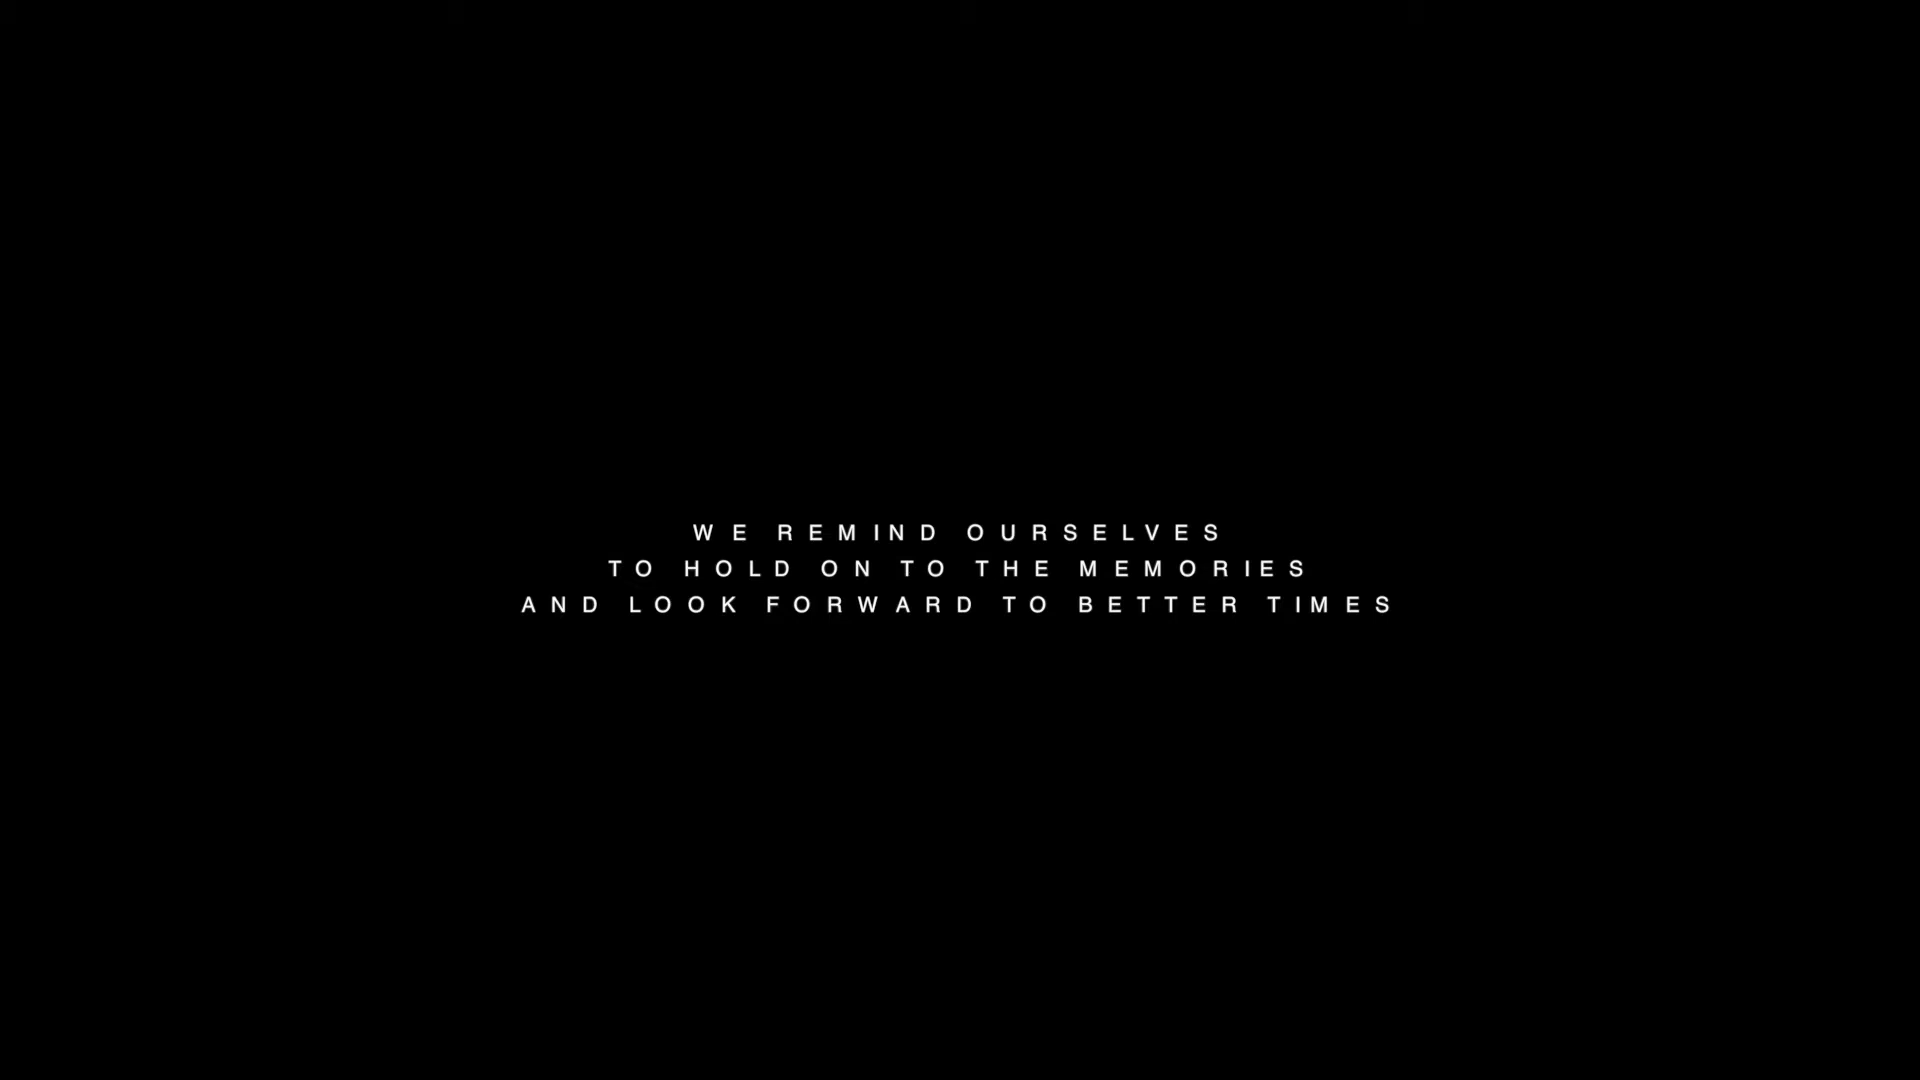 WE REMIND OURSELVES
TO HOLD ON TO THE MEMORIES
AND LOOK FORWARD TO BETTER TIMES